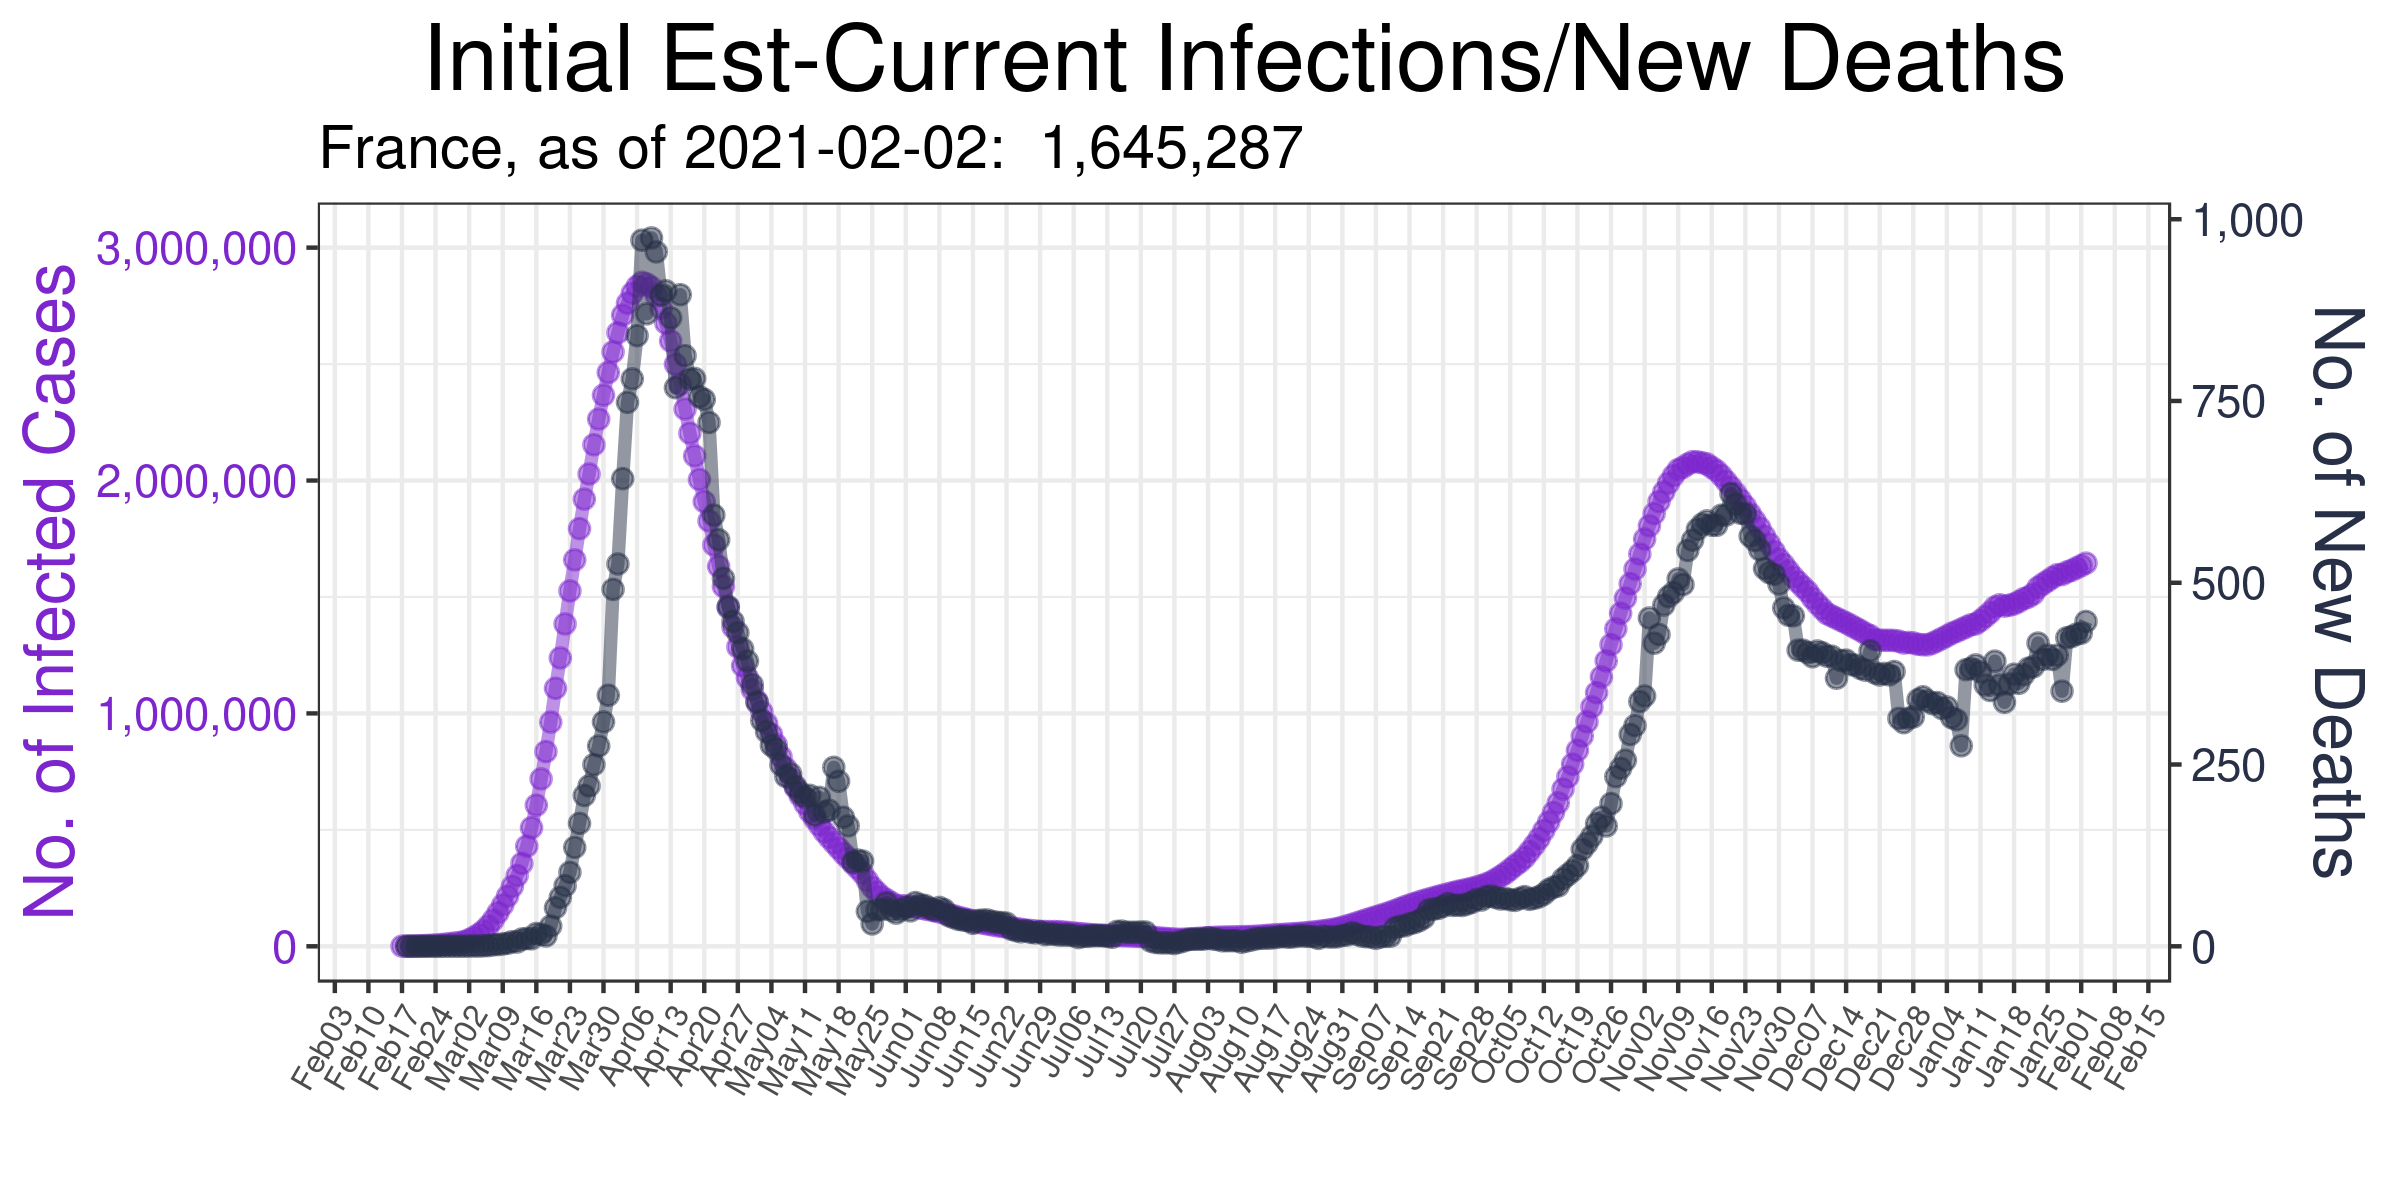 Initial Est-Current Infections/New Deaths
France, as of 2021-02-02: 1,645,287
No. of Infected Cases
3,000,000
2,000,000
1,000,000
0
1,000
750
500
250
0
No. of New Deaths
Feb03
Feb10
Feb17
Feb24
Mar02
Mar09
Mar16
Mar23
Mar30
Apr06
Apr13
Apr20
Apr27
May04
May11
May18
May25
Jun01
Jun08
Jun15
Jun22
Jun29
Jul06
Jul13
Jul20
Jul27
Aug03
Aug10
Aug17
Aug24
Aug31
Sep07
Sep14
Sep21
Sep28
Oct05
Oct12
Oct19
Oct26
Nov02
Nov09
Nov16
Nov23
Nov30
Dec07
Dec14
Dec21
Dec28
Jan04
Jan11
Jan18
Jan25
Feb01
Feb08
Feb15